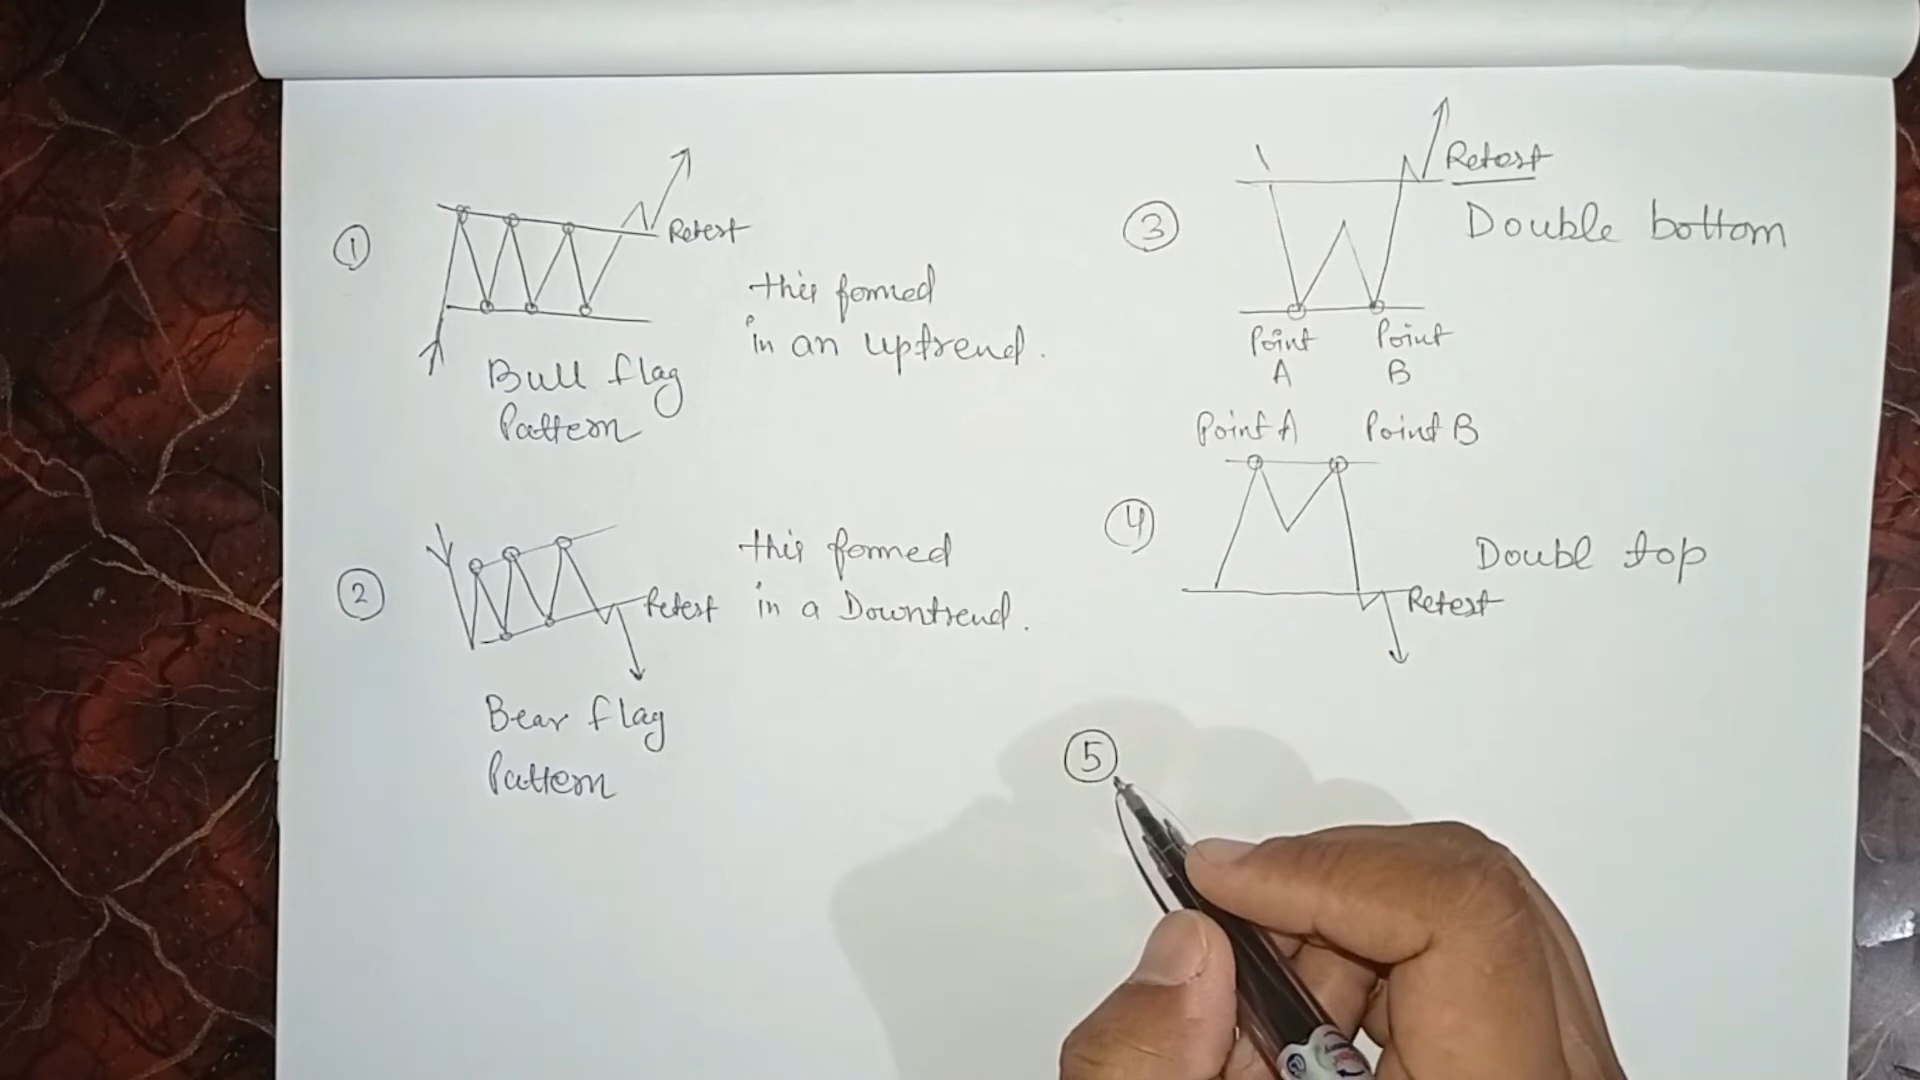 1
Retest
this formed
in an uptrend.
Bull flag
Pattern
2
this formed
in a Downtrend.
Retest
Bear flag
Pattern
3
Retest
Double bottom
Point
A
Point
B
Point A
Point B
4
Doubl top
Retest
5